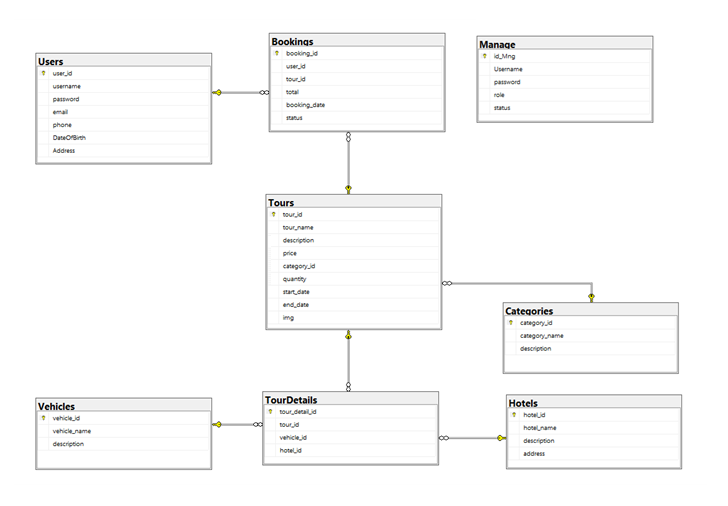 Users
user_id
username
password
email
phone
DateOfBirth
Address
Bookings
booking_id
user_id
tour_id
total
booking_date
status
Manage
id_Mng
Username
password
role
status
Tours
tour_id
tour_name
description
price
category_id
quantity
start_date
end_date
img
Categories
category_id
category_name
description
Vehicles
vehicle_id
vehicle_name
description
TourDetails
tour_detail_id
tour_id
vehicle_id
hotel_id
Hotels
hotel_id
hotel_name
description
address